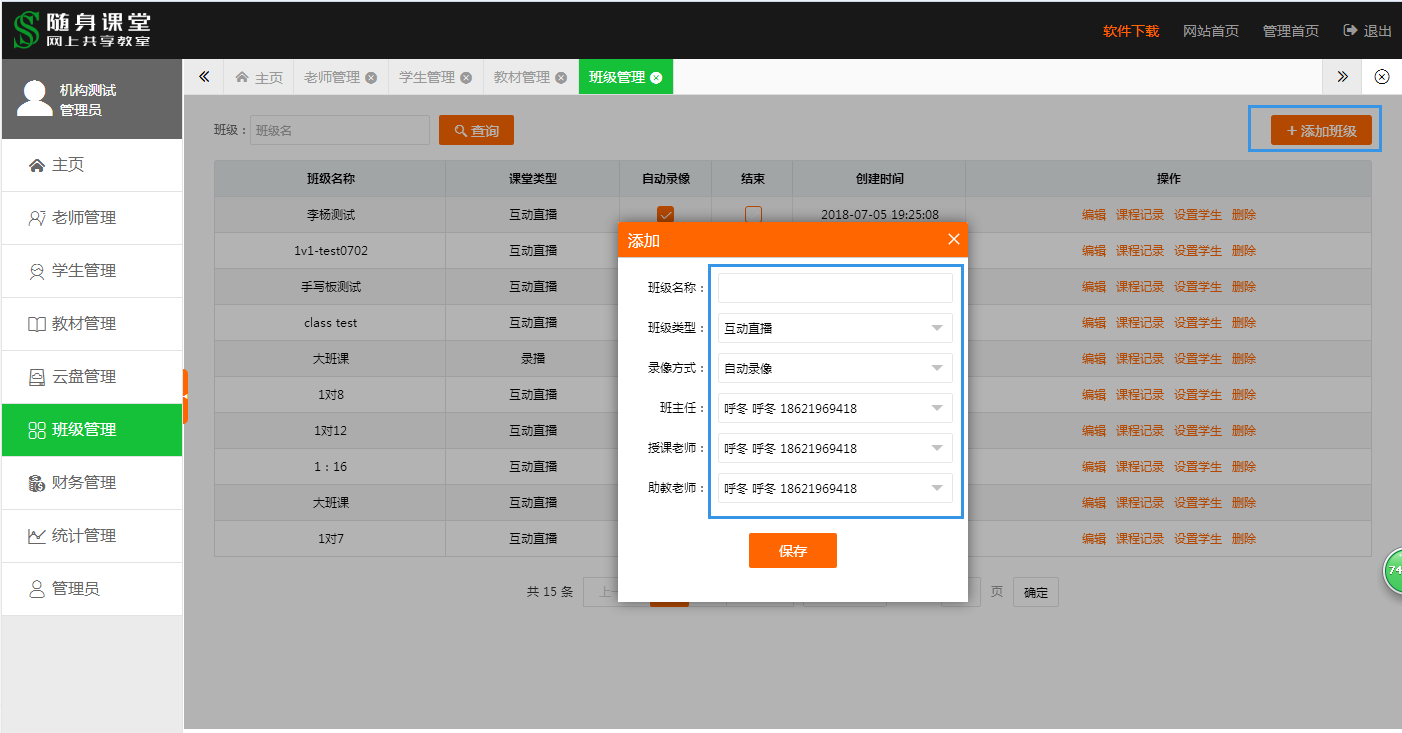 随身课堂
网上共享教室
软件下载 网站首页 管理首页 退出
机构测试
管理员
主页 老师管理 学生管理 教材管理 班级管理
主页
老师管理
学生管理
教材管理
云盘管理
班级管理
财务管理
统计管理
管理员
班级： 班级名 查询 + 添加班级
班级名称 课堂类型 自动录像 结束 创建时间 操作
李杨测试 互动直播 2018-07-05 19:25:08 编辑 课程记录 设置学生 删除
1v1-test0702 互动直播 编辑 课程记录 设置学生 删除
手写板测试 互动直播 编辑 课程记录 设置学生 删除
class test 互动直播 编辑 课程记录 设置学生 删除
大班课 录播 编辑 课程记录 设置学生 删除
1对8 互动直播 编辑 课程记录 设置学生 删除
1对12 互动直播 编辑 课程记录 设置学生 删除
1：16 互动直播 编辑 课程记录 设置学生 删除
大班课 互动直播 编辑 课程记录 设置学生 删除
1对7 互动直播 编辑 课程记录 设置学生 删除
共 15 条 上一 页 确定
添加
班级名称：
班级类型： 互动直播
录像方式： 自动录像
班主任： 呼冬 呼冬 18621969418
授课老师： 呼冬 呼冬 18621969418
助教老师： 呼冬 呼冬 18621969418
保存
74